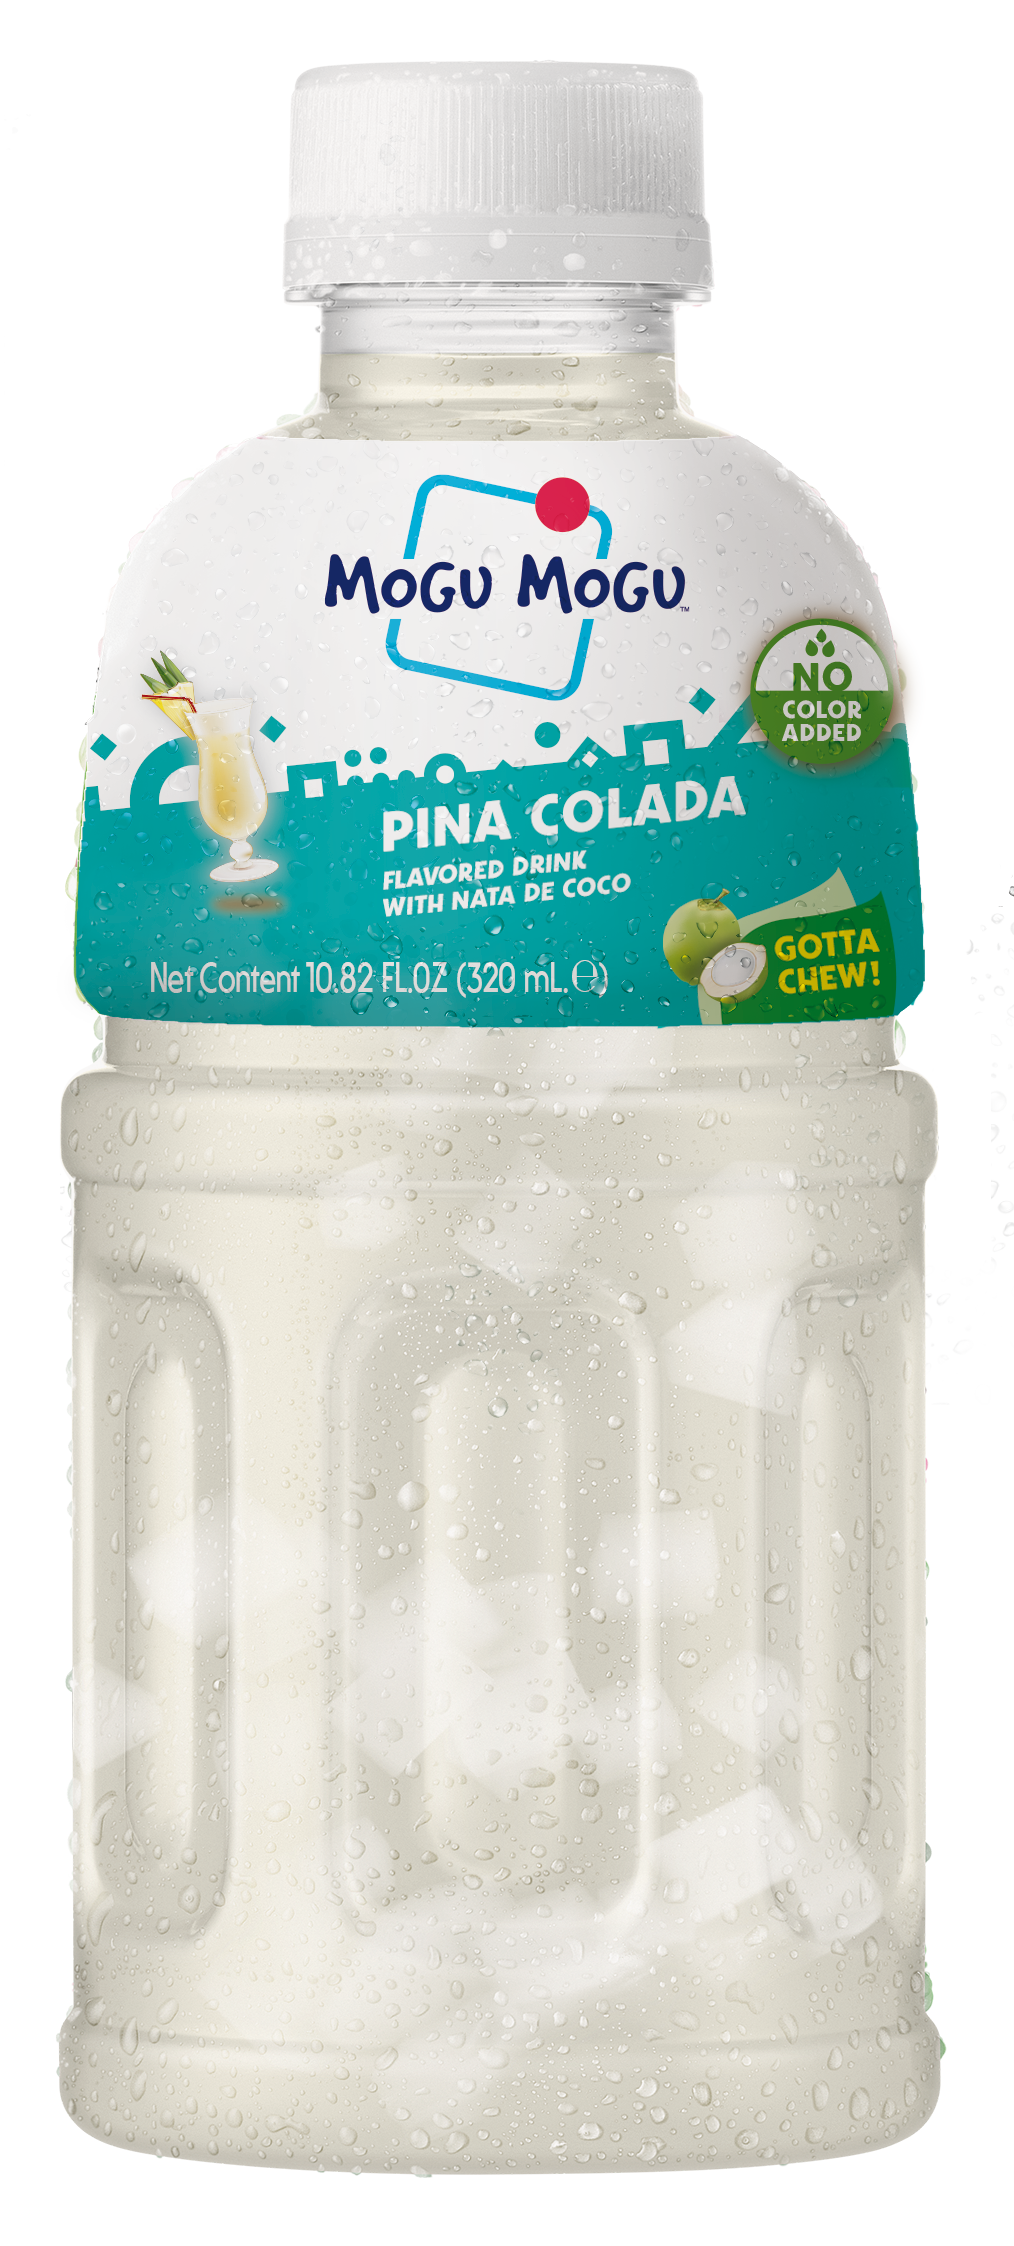 MOGU MOGU™
NO
COLOR
ADDED
PINA COLADA
FLAVORED DRINK
WITH NATA DE COCO
GOTTA
CHEW!
Net Content 10.82 FL.OZ (320 mL.℮)